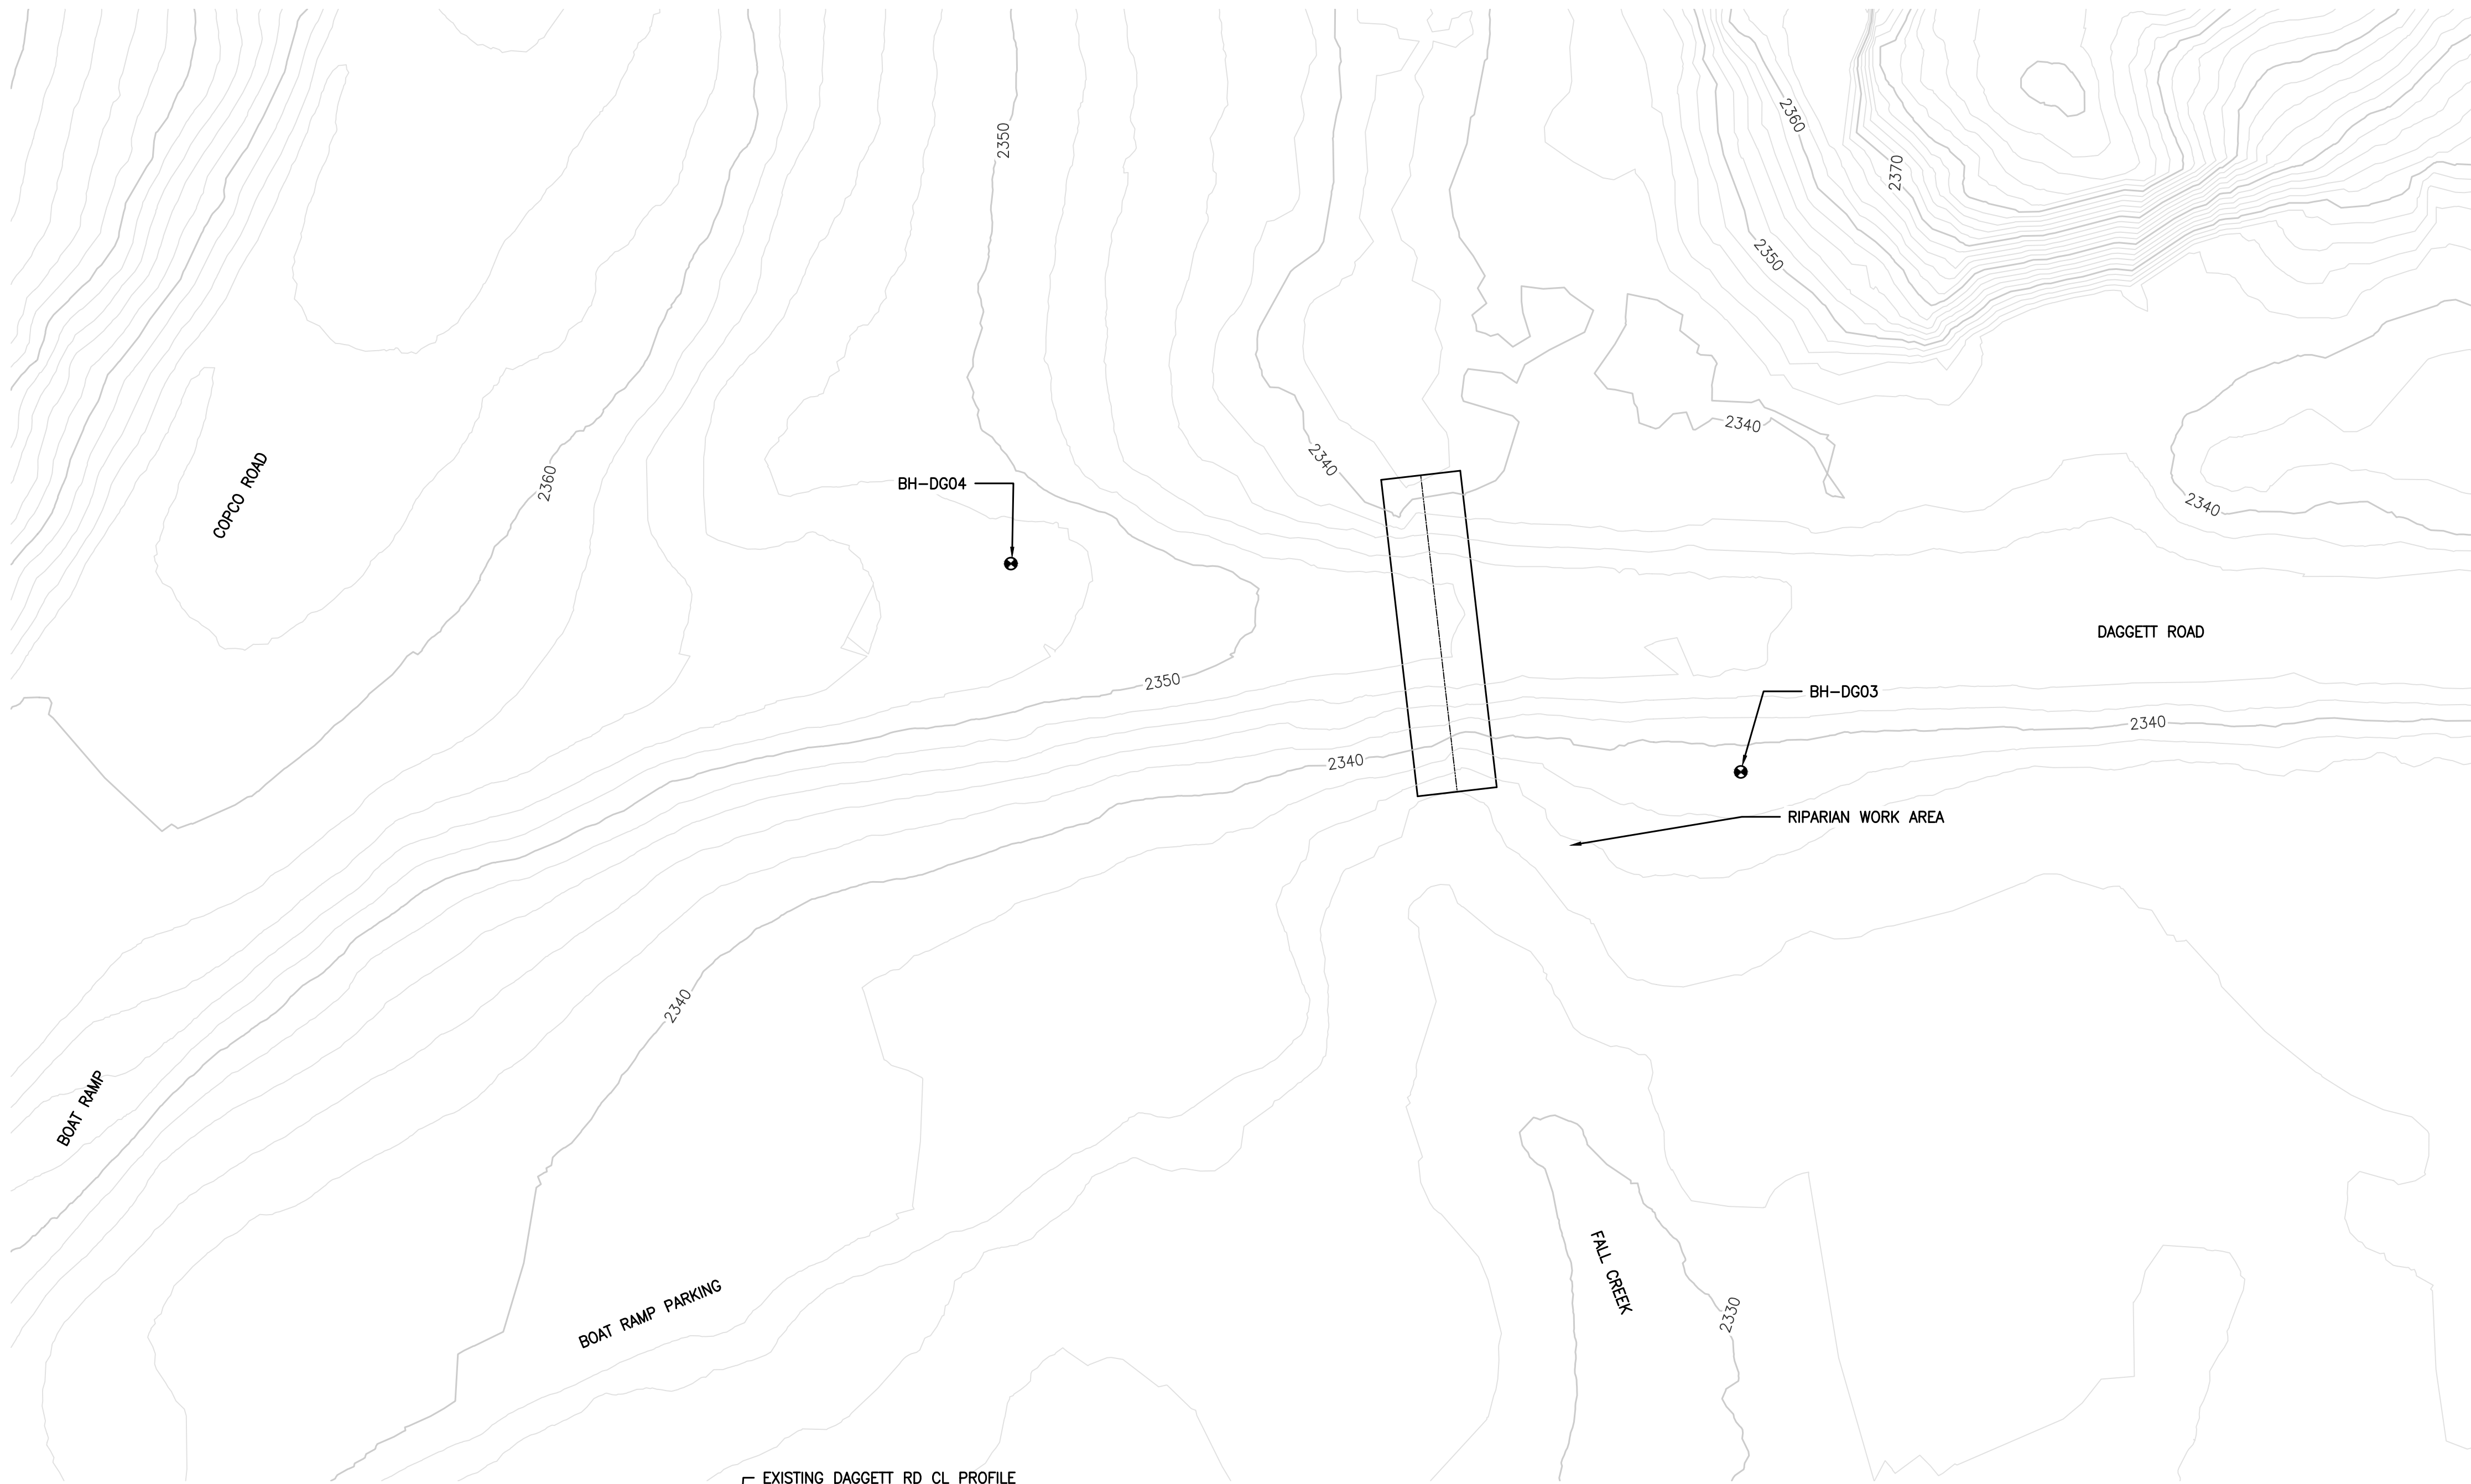 2360
2350
2370
2350
2340
2340
COPCO ROAD
2360
BH-DG04
2340
DAGGETT ROAD
2350
BH-DG03
2340
2340
RIPARIAN WORK AREA
2340
BOAT RAMP
FALL CREEK
BOAT RAMP PARKING
2330
EXISTING DAGGETT RD CL PROFILE